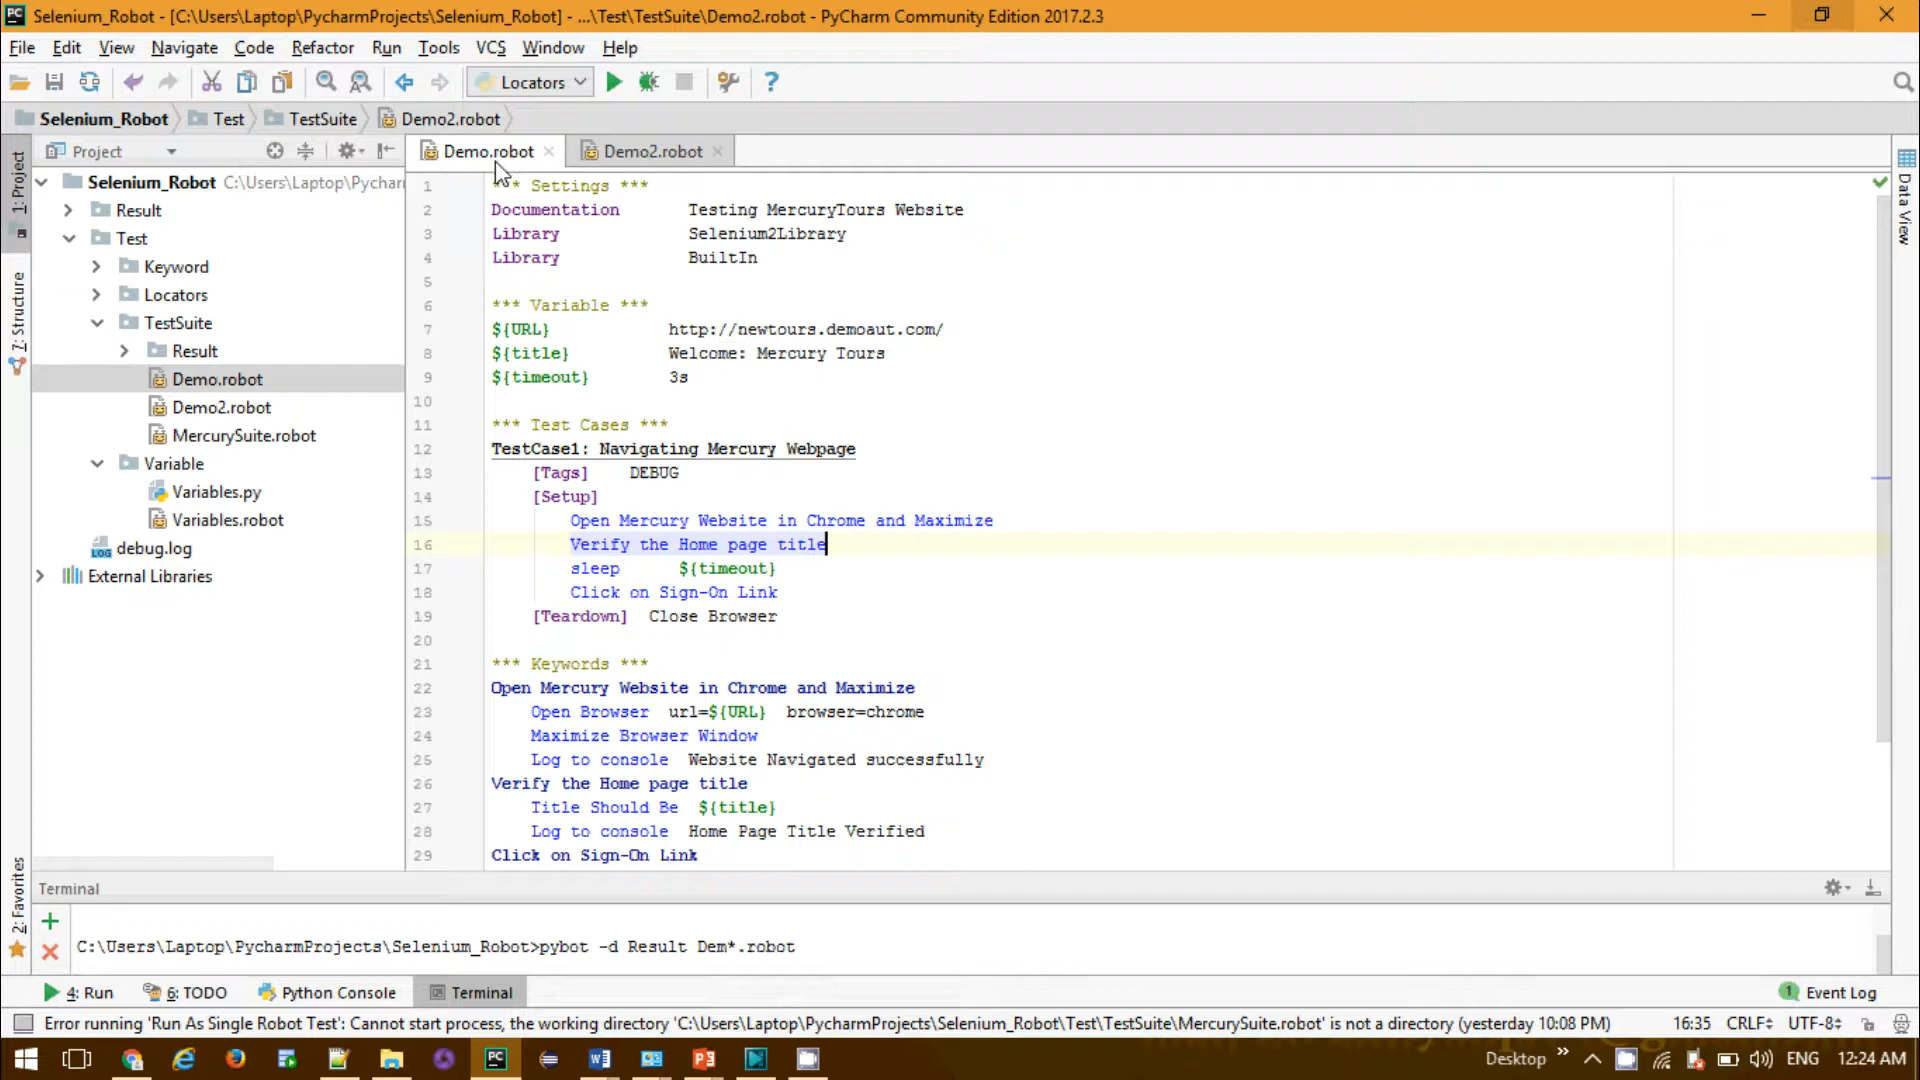 PC Selenium_Robot - [C:\Users\Laptop\PycharmProjects\Selenium_Robot] - ...\Test\TestSuite\Demo2.robot - PyCharm Community Edition 2017.2.3
File Edit View Navigate Code Refactor Run Tools VCS Window Help
Locators
Selenium_Robot Test TestSuite Demo2.robot
Project
Demo.robot Demo2.robot
1: Project
7: Structure
2: Favorites
Data View
Selenium_Robot C:\Users\Laptop\Pychar
Result
Test
Keyword
Locators
TestSuite
Result
Demo.robot
Demo2.robot
MercurySuite.robot
Variable
Variables.py
Variables.robot
LOG debug.log
External Libraries
1 *** Settings ***
2 Documentation Testing MercuryTours Website
3 Library Selenium2Library
4 Library BuiltIn
5
6 *** Variable ***
7 ${URL} http://newtours.demoaut.com/
8 ${title} Welcome: Mercury Tours
9 ${timeout} 3s
10
11 *** Test Cases ***
12 TestCase1: Navigating Mercury Webpage
13 [Tags] DEBUG
14 [Setup]
15 Open Mercury Website in Chrome and Maximize
16 Verify the Home page title
17 sleep ${timeout}
18 Click on Sign-On Link
19 [Teardown] Close Browser
20
21 *** Keywords ***
22 Open Mercury Website in Chrome and Maximize
23 Open Browser url=${URL} browser=chrome
24 Maximize Browser Window
25 Log to console Website Navigated successfully
26 Verify the Home page title
27 Title Should Be ${title}
28 Log to console Home Page Title Verified
29 Click on Sign-On Link
Terminal
C:\Users\Laptop\PycharmProjects\Selenium_Robot>pybot -d Result Dem*.robot
4: Run 6: TODO Python Console Terminal 1 Event Log
Error running 'Run As Single Robot Test': Cannot start process, the working directory 'C:\Users\Laptop\PycharmProjects\Selenium_Robot\Test\TestSuite\MercurySuite.robot' is not a directory (yesterday 10:08 PM) 16:35 CRLF UTF-8
Desktop ENG 12:24 AM